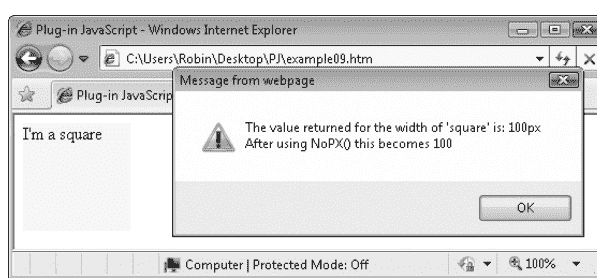 Plug-in JavaScript - Windows Internet Explorer
C:\Users\Robin\Desktop\PJ\example09.htm
Plug-in JavaScrip
Message from webpage
I'm a square
The value returned for the width of 'square' is: 100px
After using NoPX() this becomes 100
OK
Computer | Protected Mode: Off
100%